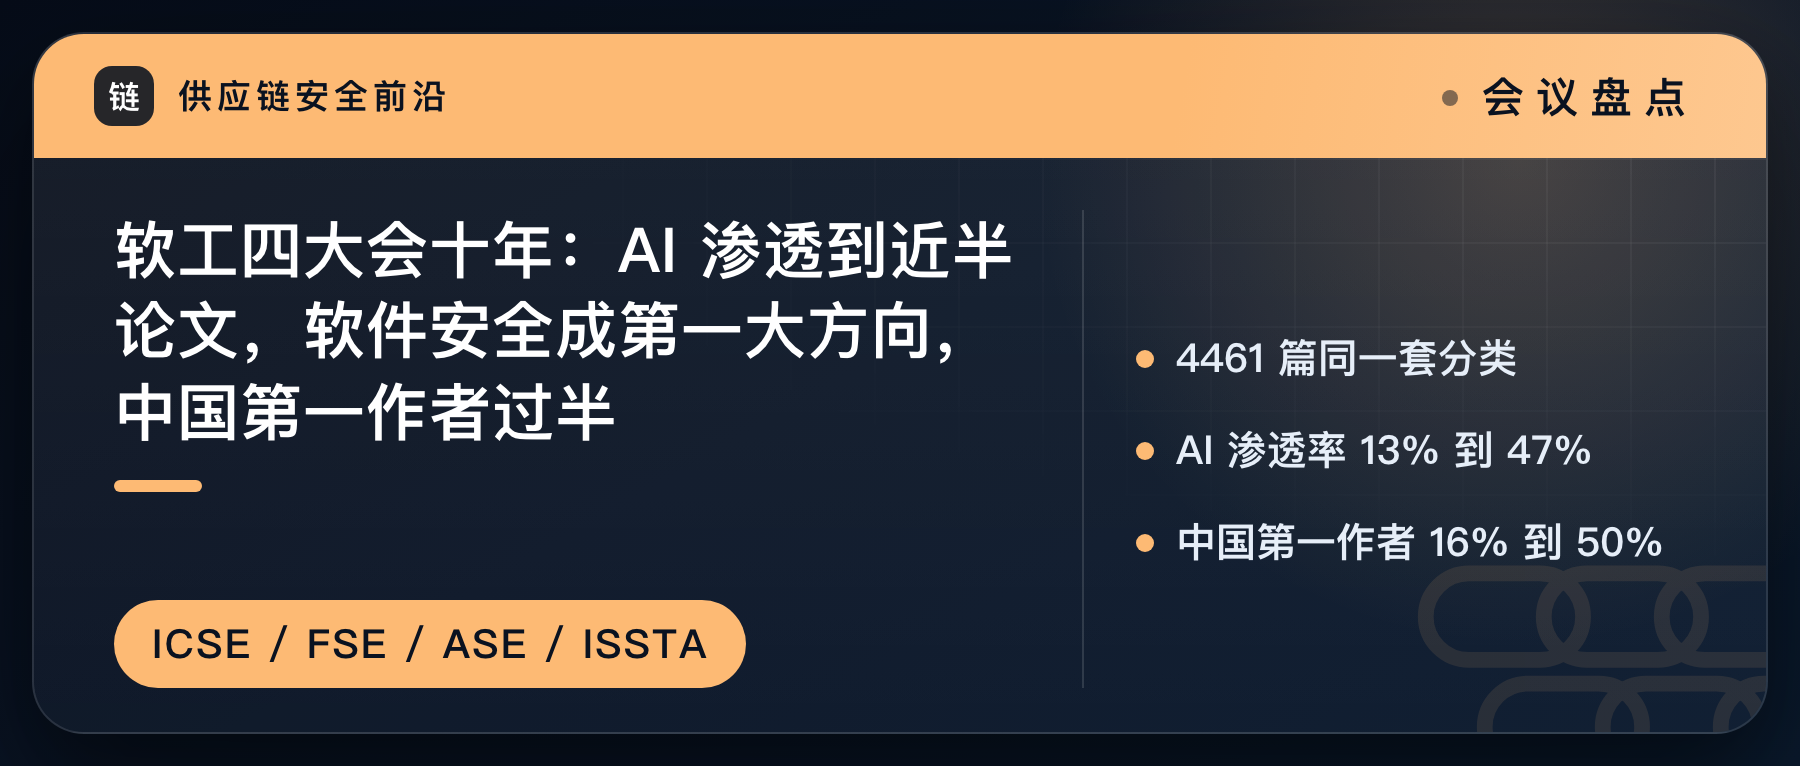 链 供应链安全前沿
会议盘点
软工四大会十年：AI 渗透到近半
论文，软件安全成第一大方向，
中国第一作者过半
ICSE / FSE / ASE / ISSTA
4461 篇同一套分类
AI 渗透率 13% 到 47%
中国第一作者 16% 到 50%